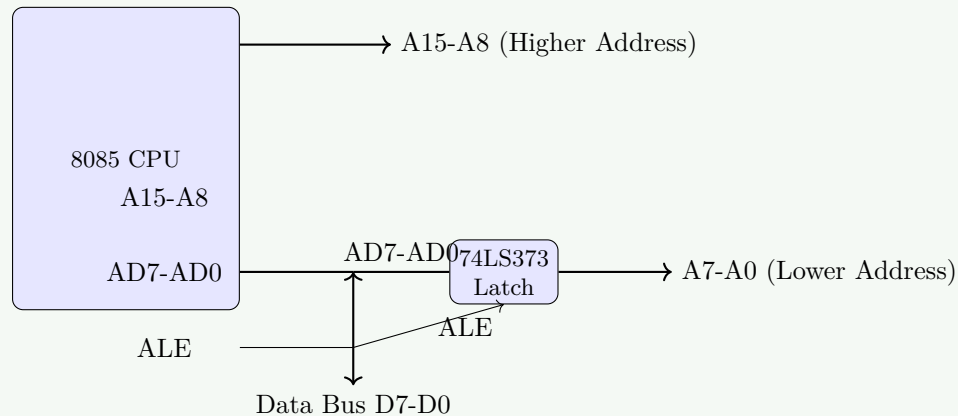 A15-A8 (Higher Address)
8085 CPU
A15-A8
AD7-AD0
AD7-AD0
74LS373
Latch
A7-A0 (Lower Address)
ALE
ALE
Data Bus D7-D0